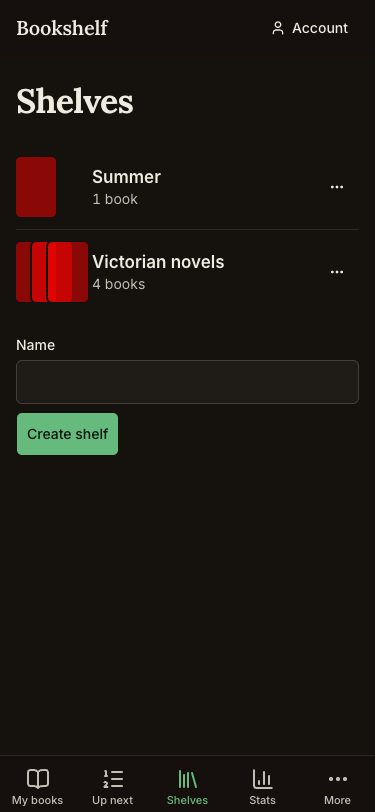 Bookshelf
Account
Shelves
Summer
1 book
Victorian novels
4 books
Name
Create shelf
My books
Up next
Shelves
Stats
More